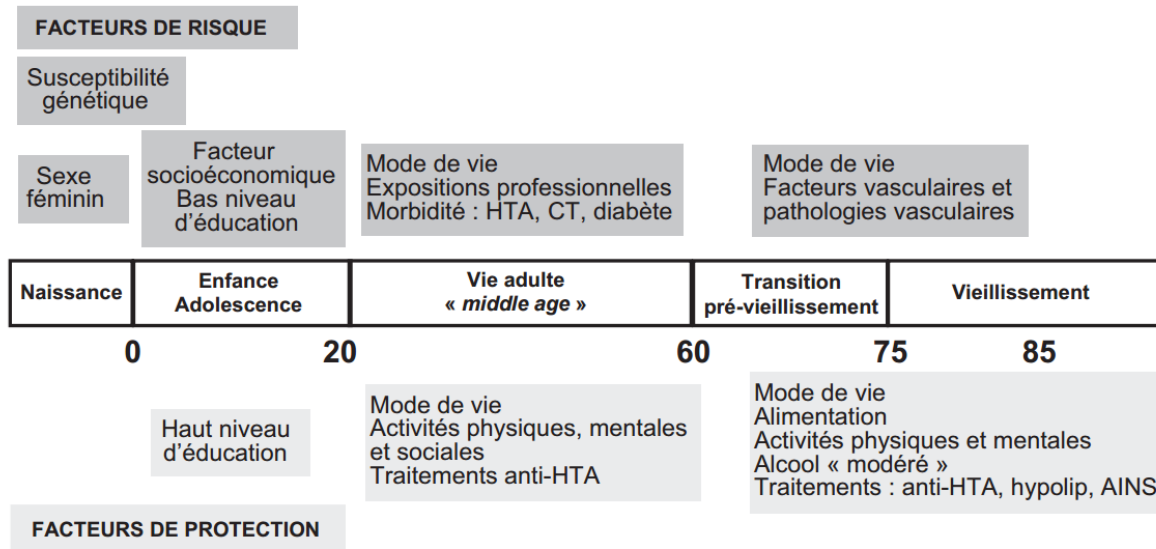 FACTEURS DE RISQUE
Susceptibilité
génétique
Sexe
féminin
Facteur
socioéconomique
Bas niveau
d'éducation
Mode de vie
Expositions professionnelles
Morbidité : HTA, CT, diabète
Mode de vie
Facteurs vasculaires et
pathologies vasculaires
Naissance
Enfance
Adolescence
Vie adulte
« middle age »
Transition
pré-vieillissement
Vieillissement
0 20 60 75 85
Haut niveau
d'éducation
Mode de vie
Activités physiques, mentales
et sociales
Traitements anti-HTA
Mode de vie
Alimentation
Activités physiques et mentales
Alcool « modéré »
Traitements : anti-HTA, hypolip, AINS
FACTEURS DE PROTECTION